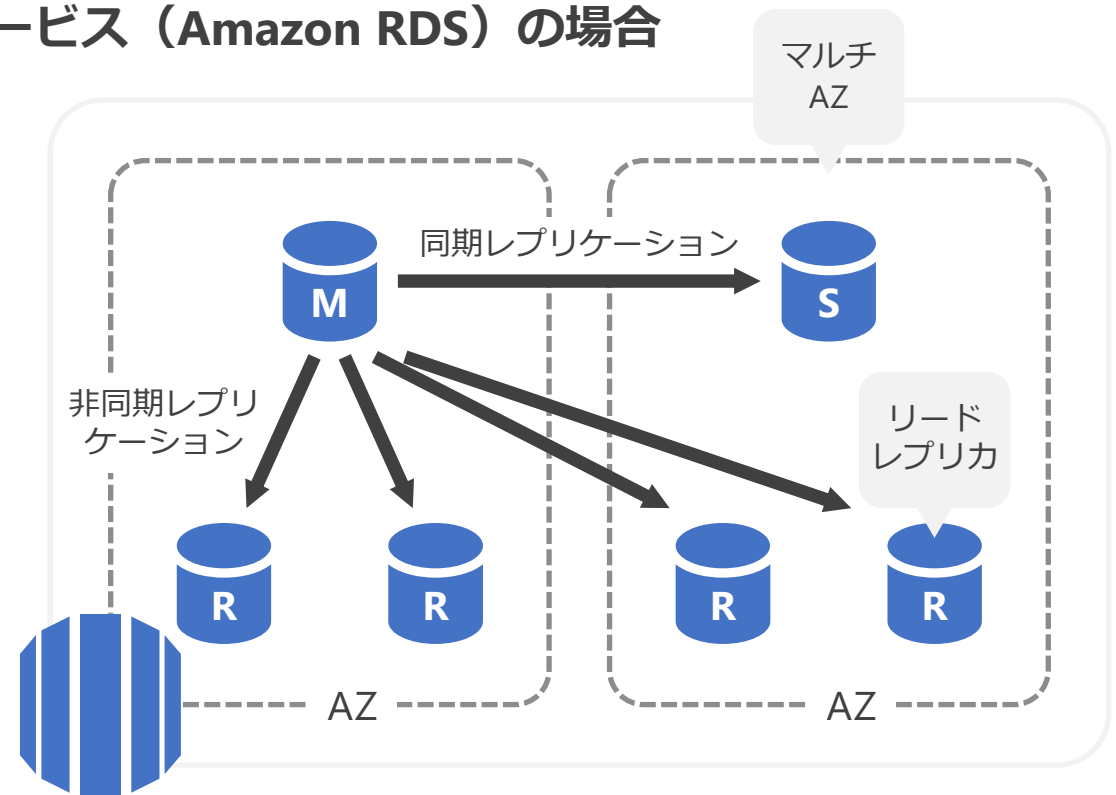 ービス（Amazon RDS）の場合
マルチ
AZ
同期レプリケーション
M
S
非同期レプリ
ケーション
リード
レプリカ
R
R
R
R
AZ
AZ